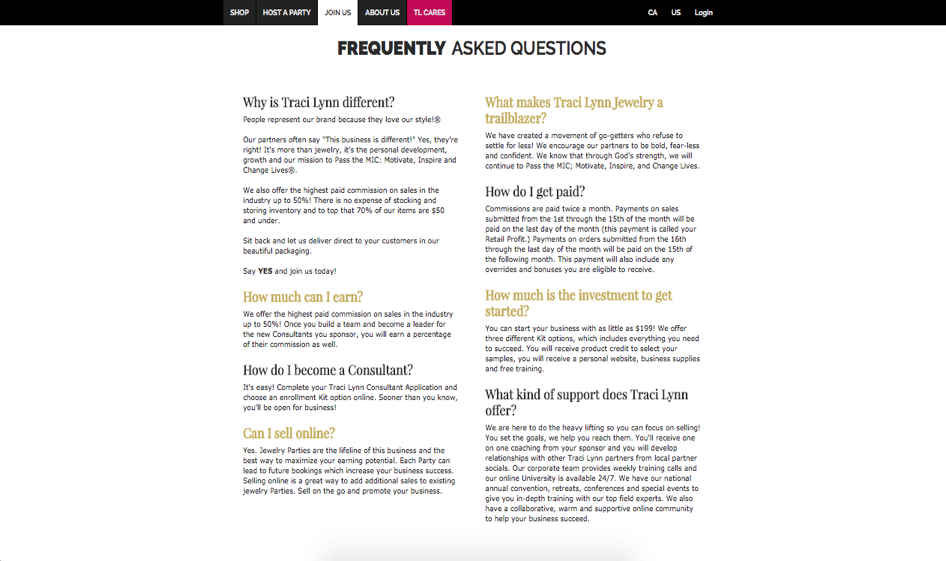 SHOP HOST A PARTY JOIN US ABOUT US TL CARES CA US Login
FREQUENTLY ASKED QUESTIONS
Why is Traci Lynn different?
People represent our brand because they love our style!®
Our partners often say "This business is different!" Yes, they're
right! It's more than jewelry, it's the personal development,
growth and our mission to Pass the MIC: Motivate, Inspire and
Change Lives®.
We also offer the highest paid commission on sales in the
industry up to 50%! There is no expense of stocking and
storing inventory and to top that 70% of our items are $50
and under.
Sit back and let us deliver direct to your customers in our
beautiful packaging.
Say YES and join us today!
How much can I earn?
We offer the highest paid commission on sales in the industry
up to 50%! Once you build a team and become a leader for
the new Consultants you sponsor, you will earn a percentage
of their commission as well.
How do I become a Consultant?
It's easy! Complete your Traci Lynn Consultant Application and
choose an enrollment Kit option online. Sooner than you know,
you'll be open for business!
Can I sell online?
Yes. Jewelry Parties are the lifeline of this business and the
best way to maximize your earning potential. Each Party can
lead to future bookings which increase your business success.
Selling online is a great way to add additional sales to existing
jewelry Parties. Sell on the go and promote your business.
What makes Traci Lynn Jewelry a
trailblazer?
We have created a movement of go-getters who refuse to
settle for less! We encourage our partners to be bold, fear-less
and confident. We know that through God's strength, we will
continue to Pass the MIC; Motivate, Inspire, and Change Lives.
How do I get paid?
Commissions are paid twice a month. Payments on sales
submitted from the 1st through the 15th of the month will be
paid on the last day of the month (this payment is called your
Retail Profit.) Payments on orders submitted from the 16th
through the last day of the month will be paid on the 15th of
the following month. This payment will also include any
overrides and bonuses you are eligible to receive.
How much is the investment to get
started?
You can start your business with as little as $199! We offer
three different Kit options, which includes everything you need
to succeed. You will receive product credit to select your
samples, you will receive a personal website, business supplies
and free training.
What kind of support does Traci Lynn
offer?
We are here to do the heavy lifting so you can focus on selling!
You set the goals, we help you reach them. You'll receive one
on one coaching from your sponsor and you will develop
relationships with other Traci Lynn partners from local partner
socials. Our corporate team provides weekly training calls and
our online University is available 24/7. We have our national
annual convention, retreats, conferences and special events to
give you in-depth training with our top field experts. We also
have a collaborative, warm and supportive online community
to help your business succeed.